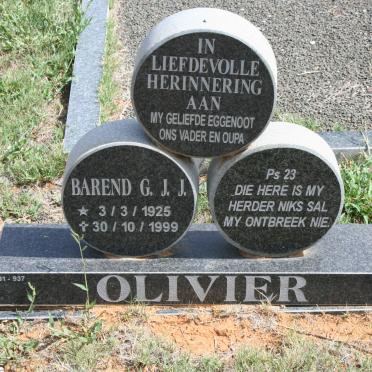 IN
LIEFDEVOLLE
HERINNERING
AAN
MY GELIEFDE EGGENOOT
ONS VADER EN OUPA
BAREND G. J. J.
★ 3/3/1925
✝ 30/10/1999
Ps 23
DIE HERE IS MY
HERDER NIKS SAL
MY ONTBREEK NIE.
OLIVIER